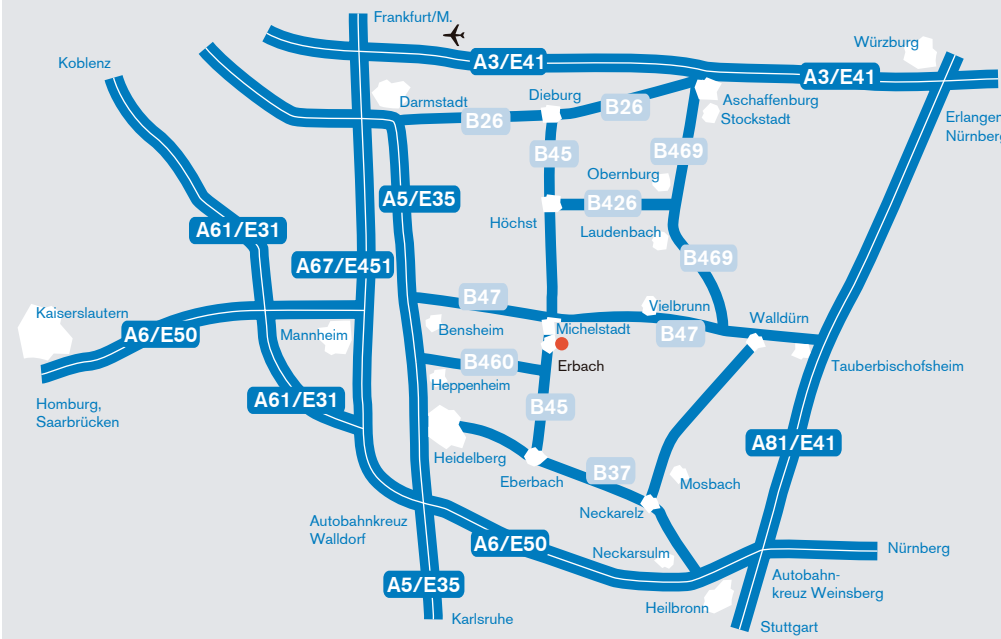 Frankfurt/M.
Würzburg
Koblenz
A3/E41
A3/E41
Darmstadt
Dieburg
Aschaffenburg
Stockstadt
B26
B26
Erlangen
Nürnberg
B45
B469
Obernburg
A5/E35
B426
Höchst
A61/E31
Laudenbach
B469
A67/E451
B47
Vielbrunn
Kaiserslautern
Walldürn
A6/E50
Mannheim
Bensheim
Michelstadt
B47
B460
Erbach
Tauberbischofsheim
Heppenheim
A61/E31
Homburg,
Saarbrücken
B45
A81/E41
Heidelberg
Eberbach
B37
Mosbach
Neckarelz
Autobahnkreuz
Walldorf
A6/E50
Neckarsulm
Nürnberg
A5/E35
Autobahn-
kreuz Weinsberg
Heilbronn
Karlsruhe
Stuttgart